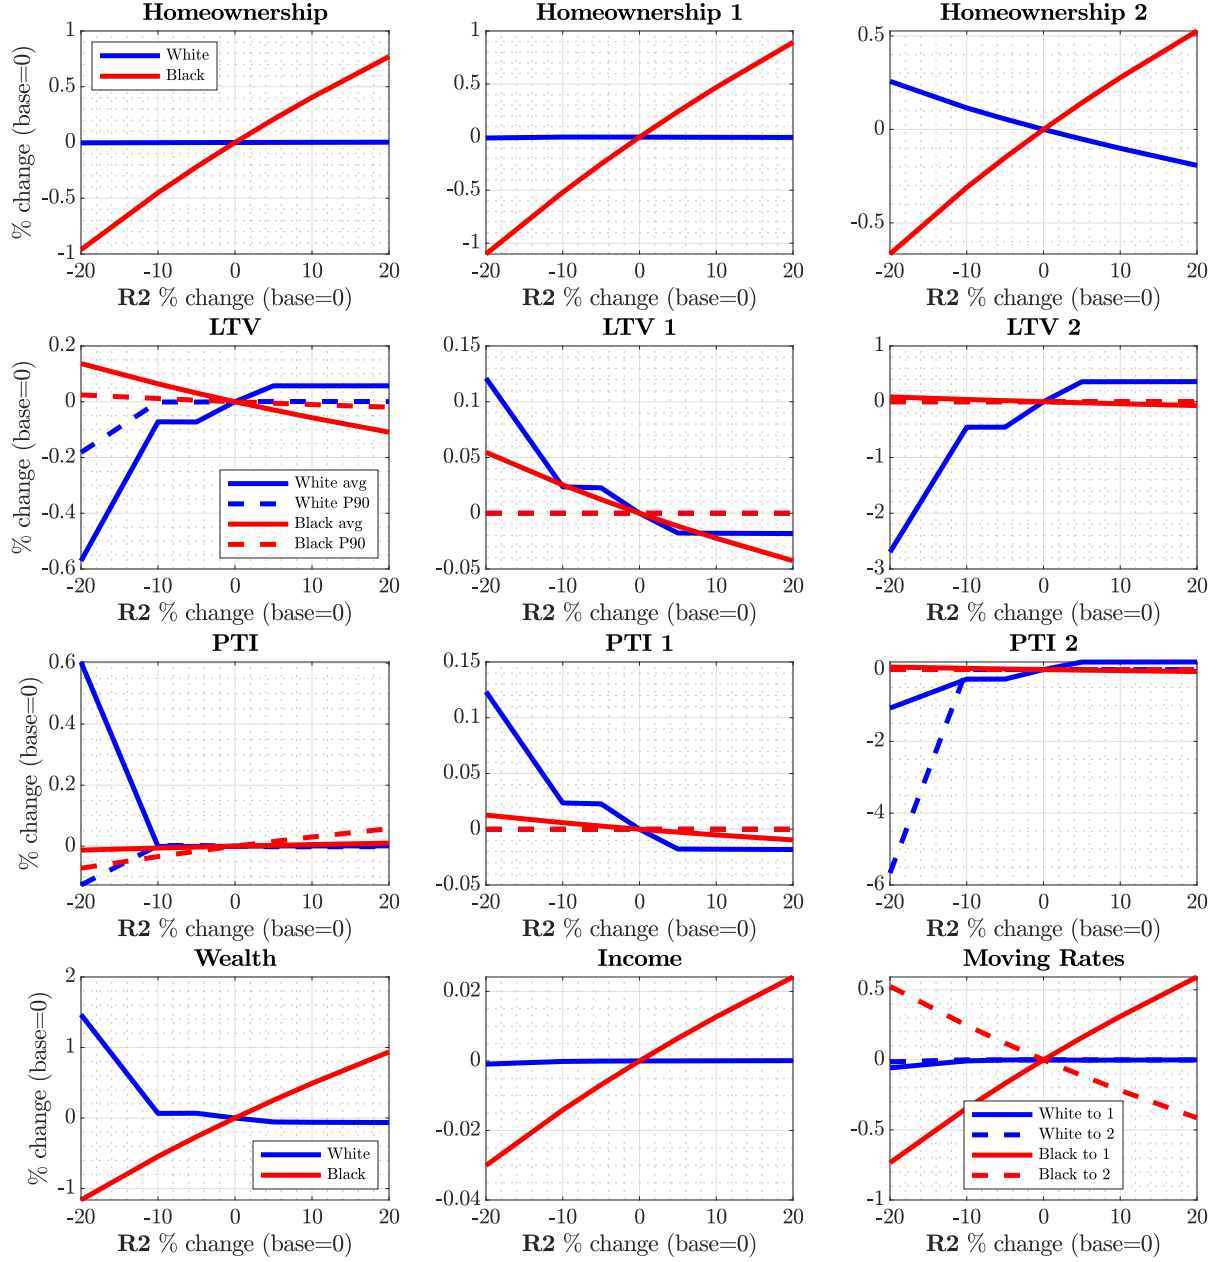 Homeownership
Homeownership 1
Homeownership 2
% change (base=0)
1
0.5
0
-0.5
-1
White
Black
-20
-10
0
10
20
R2 % change (base=0)
1
0.5
0
-0.5
-1
-20
-10
0
10
20
R2 % change (base=0)
0.5
0
-0.5
-20
-10
0
10
20
R2 % change (base=0)
LTV
LTV 1
LTV 2
% change (base=0)
0.2
0
-0.2
-0.4
-0.6
White avg
White P90
Black avg
Black P90
-20
-10
0
10
20
R2 % change (base=0)
0.15
0.1
0.05
0
-0.05
-20
-10
0
10
20
R2 % change (base=0)
1
0
-1
-2
-3
-20
-10
0
10
20
R2 % change (base=0)
PTI
PTI 1
PTI 2
% change (base=0)
0.6
0.4
0.2
0
-20
-10
0
10
20
R2 % change (base=0)
0.15
0.1
0.05
0
-0.05
-20
-10
0
10
20
R2 % change (base=0)
0
-2
-4
-6
-20
-10
0
10
20
R2 % change (base=0)
Wealth
Income
Moving Rates
% change (base=0)
2
1
0
-1
White
Black
-20
-10
0
10
20
R2 % change (base=0)
0.02
0
-0.02
-0.04
-20
-10
0
10
20
R2 % change (base=0)
0.5
0
-0.5
-1
White to 1
White to 2
Black to 1
Black to 2
-20
-10
0
10
20
R2 % change (base=0)